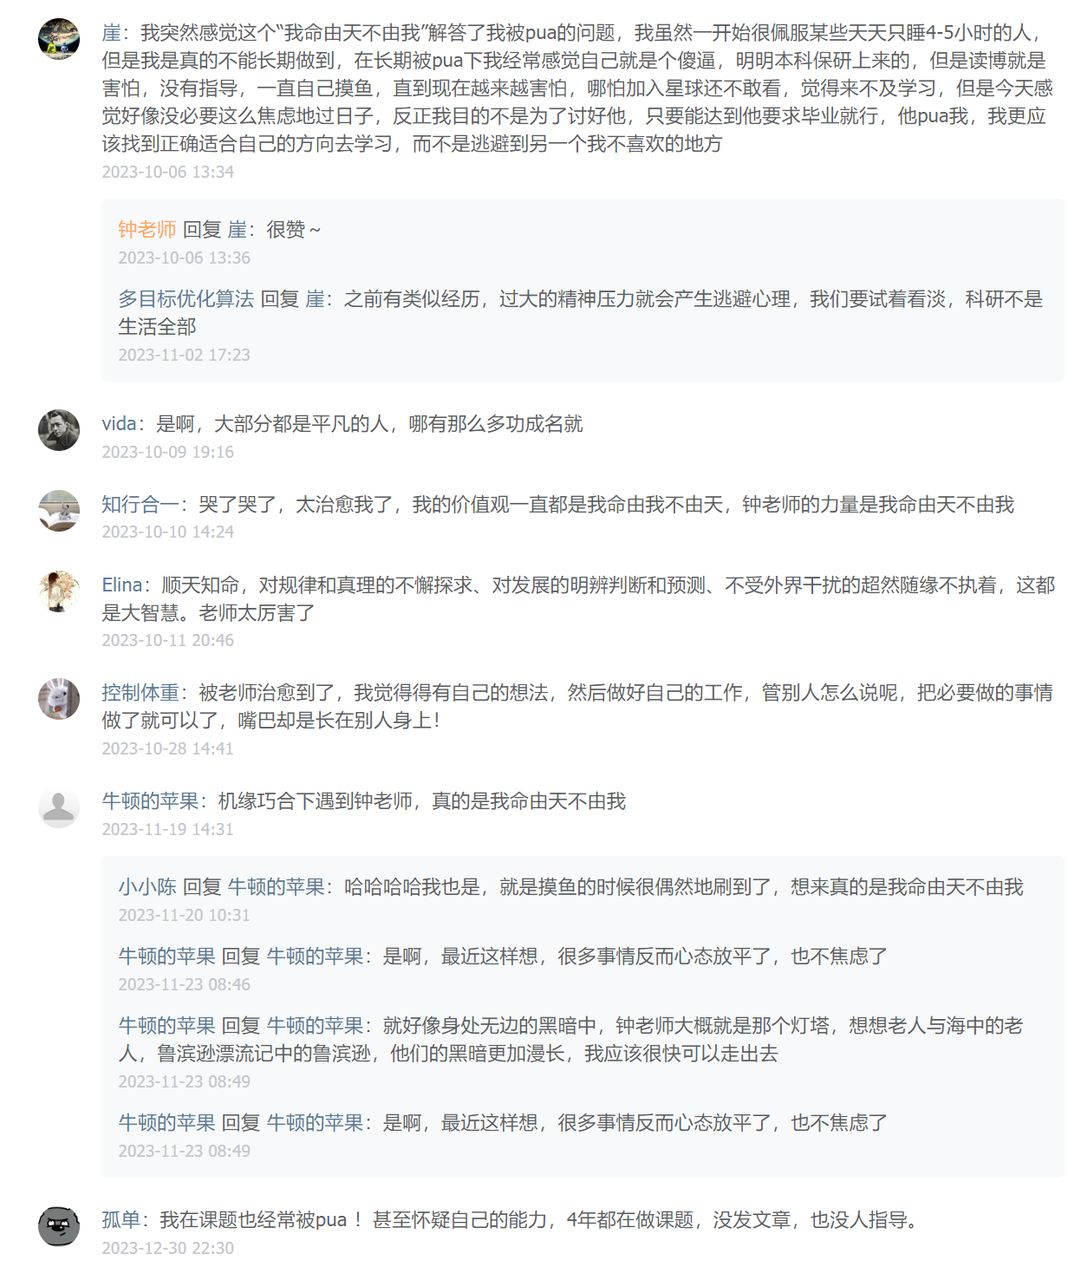 崖：我突然感觉这个“我命由天不由我”解答了我被pua的问题，我虽然一开始很佩服某些天天只睡4-5小时的人，
但是我是真的不能长期做到，在长期被pua下我经常感觉自己就是个傻逼，明明本科保研上来的，但是读博就是
害怕，没有指导，一直自己摸鱼，直到现在越来越害怕，哪怕加入星球还不敢看，觉得来不及学习，但是今天感
觉好像没必要这么焦虑地过日子，反正我目的不是为了讨好他，只要能达到他要求毕业就行，他pua我，我更应
该找到正确适合自己的方向去学习，而不是逃避到另一个我不喜欢的地方
2023-10-06 13:34
钟老师 回复 崖：很赞～
2023-10-06 13:36
多目标优化算法 回复 崖：之前有类似经历，过大的精神压力就会产生逃避心理，我们要试着看淡，科研不是
生活全部
2023-11-02 17:23
vida：是啊，大部分都是平凡的人，哪有那么多功成名就
2023-10-09 19:16
知行合一：哭了哭了，太治愈我了，我的价值观一直都是我命由我不由天，钟老师的力量是我命由天不由我
2023-10-10 14:24
Elina：顺天知命，对规律和真理的不懈探求、对发展的明辨判断和预测、不受外界干扰的超然随缘不执着，这都
是大智慧。老师太厉害了
2023-10-11 20:46
控制体重：被老师治愈到了，我觉得得有自己的想法，然后做好自己的工作，管别人怎么说呢，把必要做的事情
做了就可以了，嘴巴却是长在别人身上！
2023-10-28 14:41
牛顿的苹果：机缘巧合下遇到钟老师，真的是我命由天不由我
2023-11-19 14:31
小小陈 回复 牛顿的苹果：哈哈哈哈我也是，就是摸鱼的时候很偶然地刷到了，想来真的是我命由天不由我
2023-11-20 10:31
牛顿的苹果 回复 牛顿的苹果：是啊，最近这样想，很多事情反而心态放平了，也不焦虑了
2023-11-23 08:46
牛顿的苹果 回复 牛顿的苹果：就好像身处无边的黑暗中，钟老师大概就是那个灯塔，想想老人与海中的老
人，鲁滨逊漂流记中的鲁滨逊，他们的黑暗更加漫长，我应该很快可以走出去
2023-11-23 08:49
牛顿的苹果 回复 牛顿的苹果：是啊，最近这样想，很多事情反而心态放平了，也不焦虑了
2023-11-23 08:49
孤单：我在课题也经常被pua！甚至怀疑自己的能力，4年都在做课题，没发文章，也没人指导。
2023-12-30 22:30